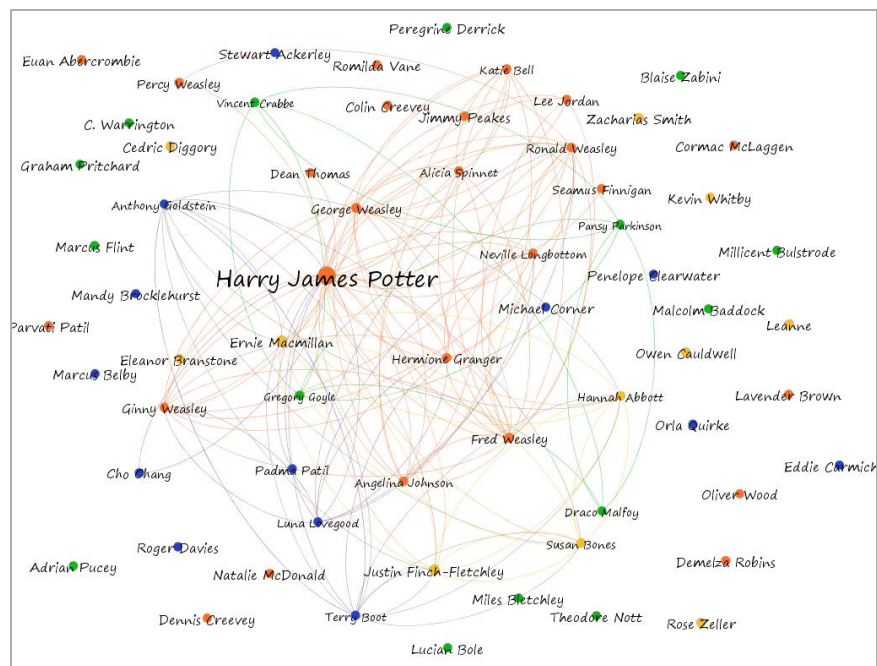 Peregrine Derrick
Stewart Ackerley
Euan Abercrombie
Romilda Vane
Katie Bell
Blaise Zabini
Percy Weasley
Vincent Crabbe
Colin Creevey
Lee Jordan
Jimmy Peakes
Zacharias Smith
C. Warrington
Cedric Diggory
Ronald Weasley
Cormac McLaggen
Graham Pritchard
Dean Thomas
Alicia Spinnet
Seamus Finnigan
Kevin Whitby
Anthony Goldstein
George Weasley
Pansy Parkinson
Marcus Flint
Neville Longbottom
Millicent Bulstrode
Harry James Potter
Penelope Clearwater
Mandy Brocklehurst
Michael Corner
Malcolm Baddock
Parvati Patil
Leanne
Ernie Macmillan
Eleanor Branstone
Hermione Granger
Owen Cauldwell
Marcus Belby
Gregory Goyle
Hannah Abbott
Lavender Brown
Ginny Weasley
Orla Quirke
Fred Weasley
Cho Chang
Padma Patil
Eddie Carmich
Angelina Johnson
Oliver Wood
Luna Lovegood
Draco Malfoy
Roger Davies
Susan Bones
Adrian Pucey
Natalie McDonald
Justin Finch-Fletchley
Demelza Robins
Miles Bletchley
Dennis Creevey
Terry Boot
Theodore Nott
Rose Zeller
Lucian Bole